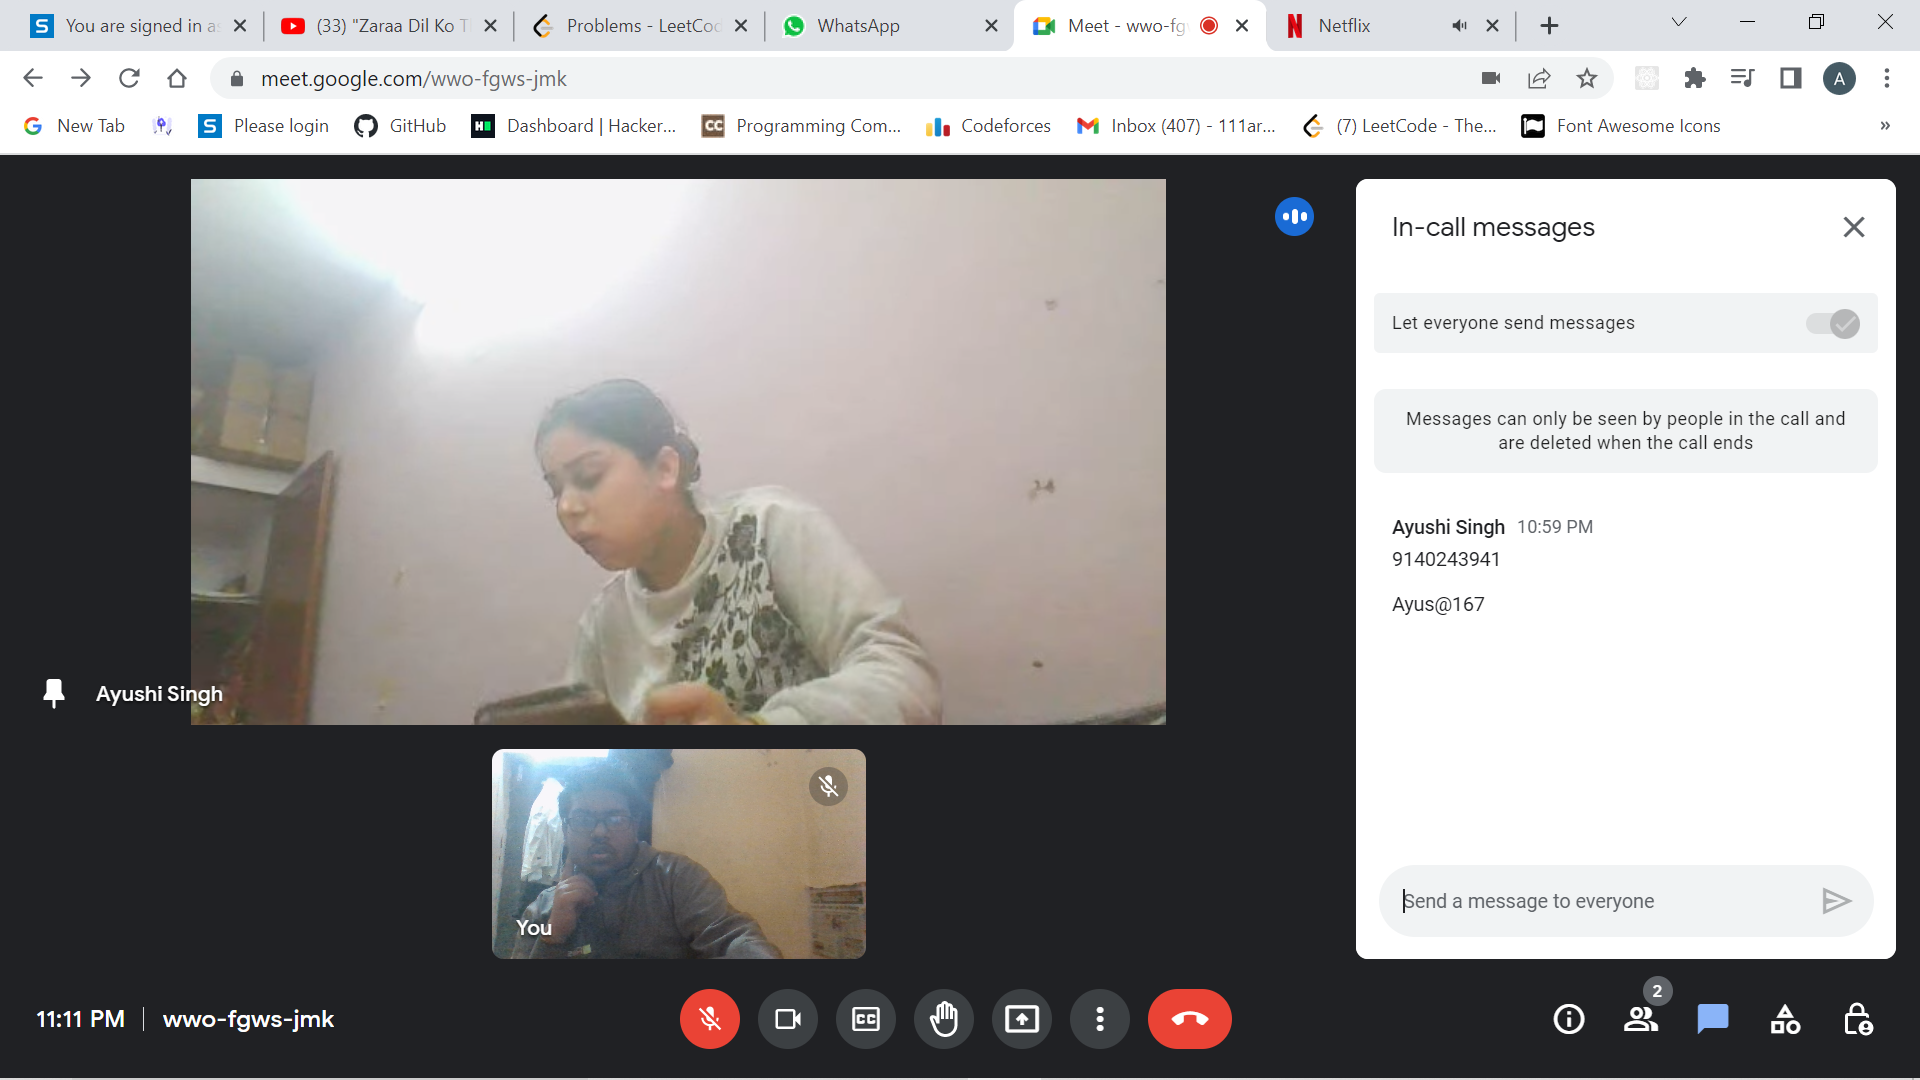 You are signed in as
(33) "Zaraa Dil Ko T
Problems - LeetCod
WhatsApp
Meet - wwo-fg
Netflix
meet.google.com/wwo-fgws-jmk
A
New Tab
Please login
GitHub
Dashboard | Hacker...
Programming Com...
Codeforces
Inbox (407) - 111ar...
(7) LeetCode - The...
Font Awesome Icons
»
In-call messages
Let everyone send messages
Messages can only be seen by people in the call and
are deleted when the call ends
Ayushi Singh 10:59 PM
9140243941
Ayus@167
Ayushi Singh
You
Send a message to everyone
11:11 PM
wwo-fgws-jmk
2